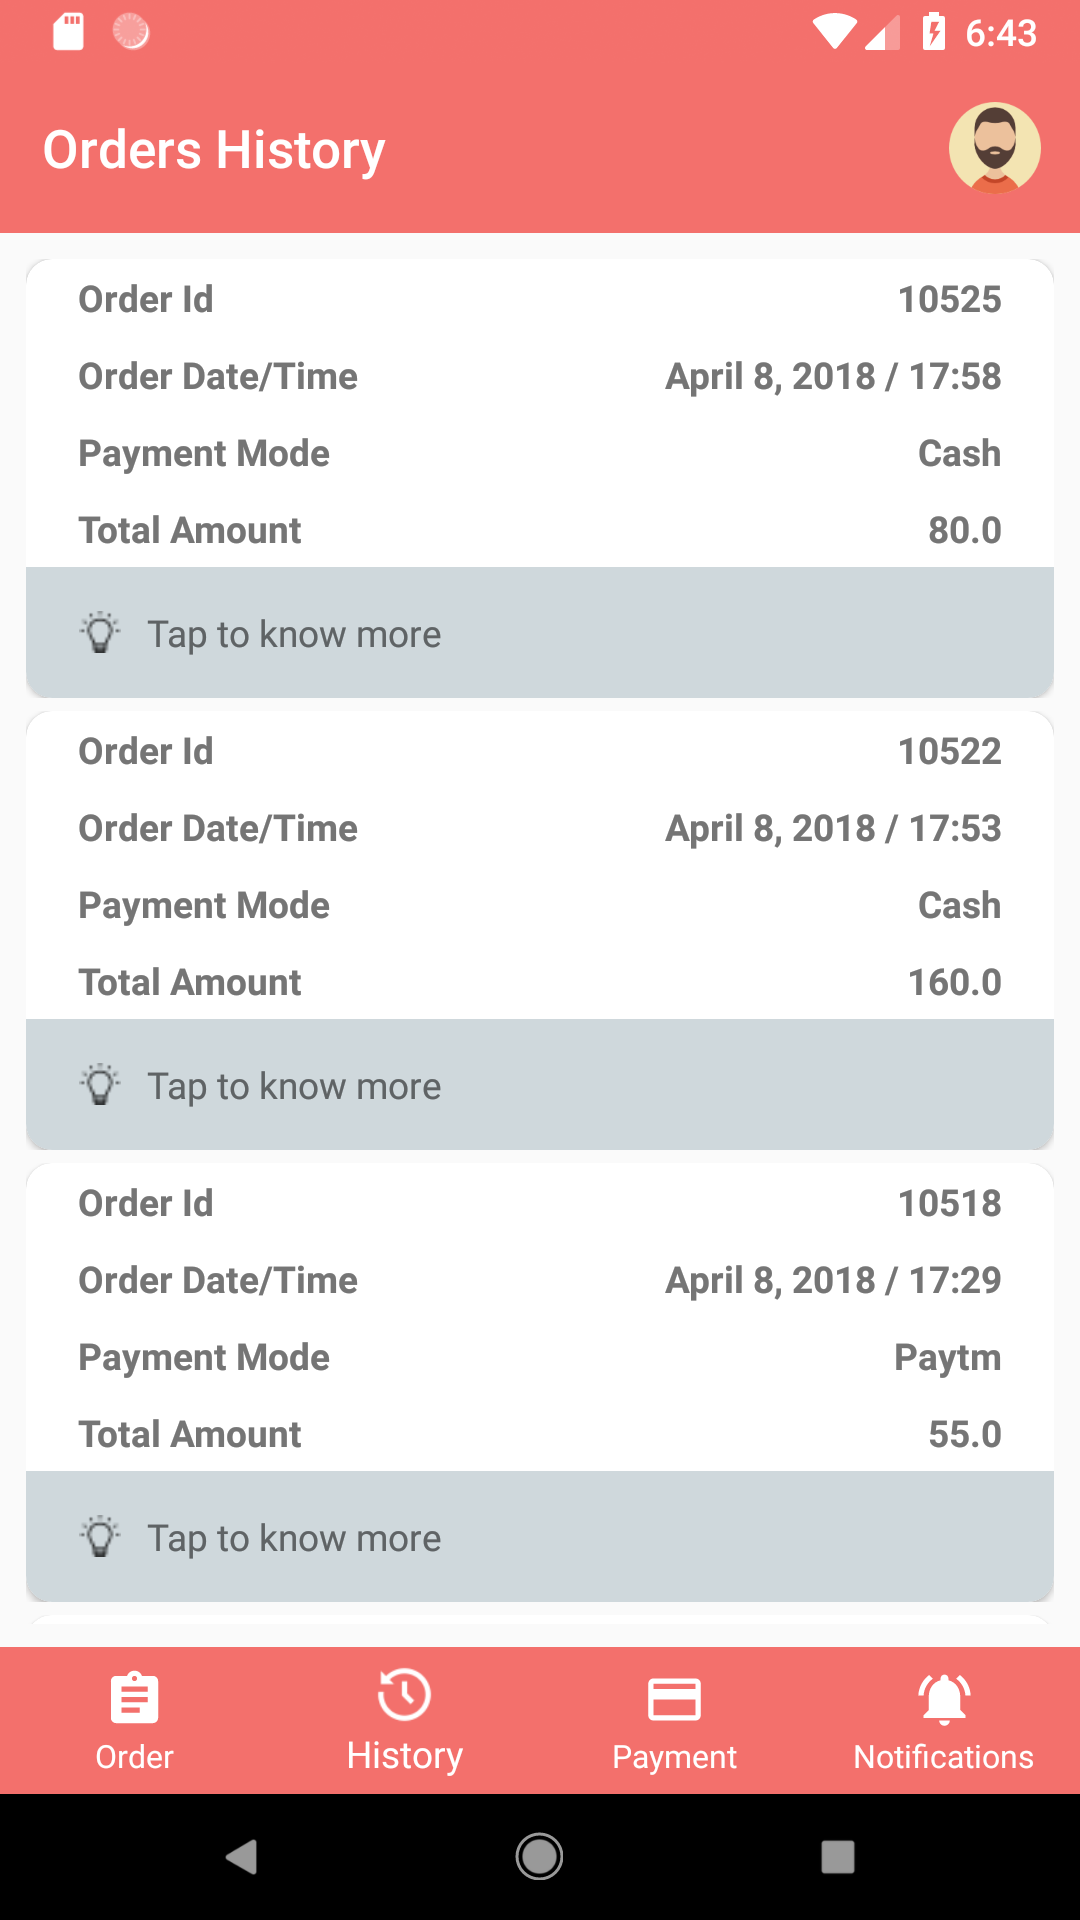 6:43
Orders History
Order Id 10525
Order Date/Time April 8, 2018 / 17:58
Payment Mode Cash
Total Amount 80.0
Tap to know more
Order Id 10522
Order Date/Time April 8, 2018 / 17:53
Payment Mode Cash
Total Amount 160.0
Tap to know more
Order Id 10518
Order Date/Time April 8, 2018 / 17:29
Payment Mode Paytm
Total Amount 55.0
Tap to know more
Order History Payment Notifications